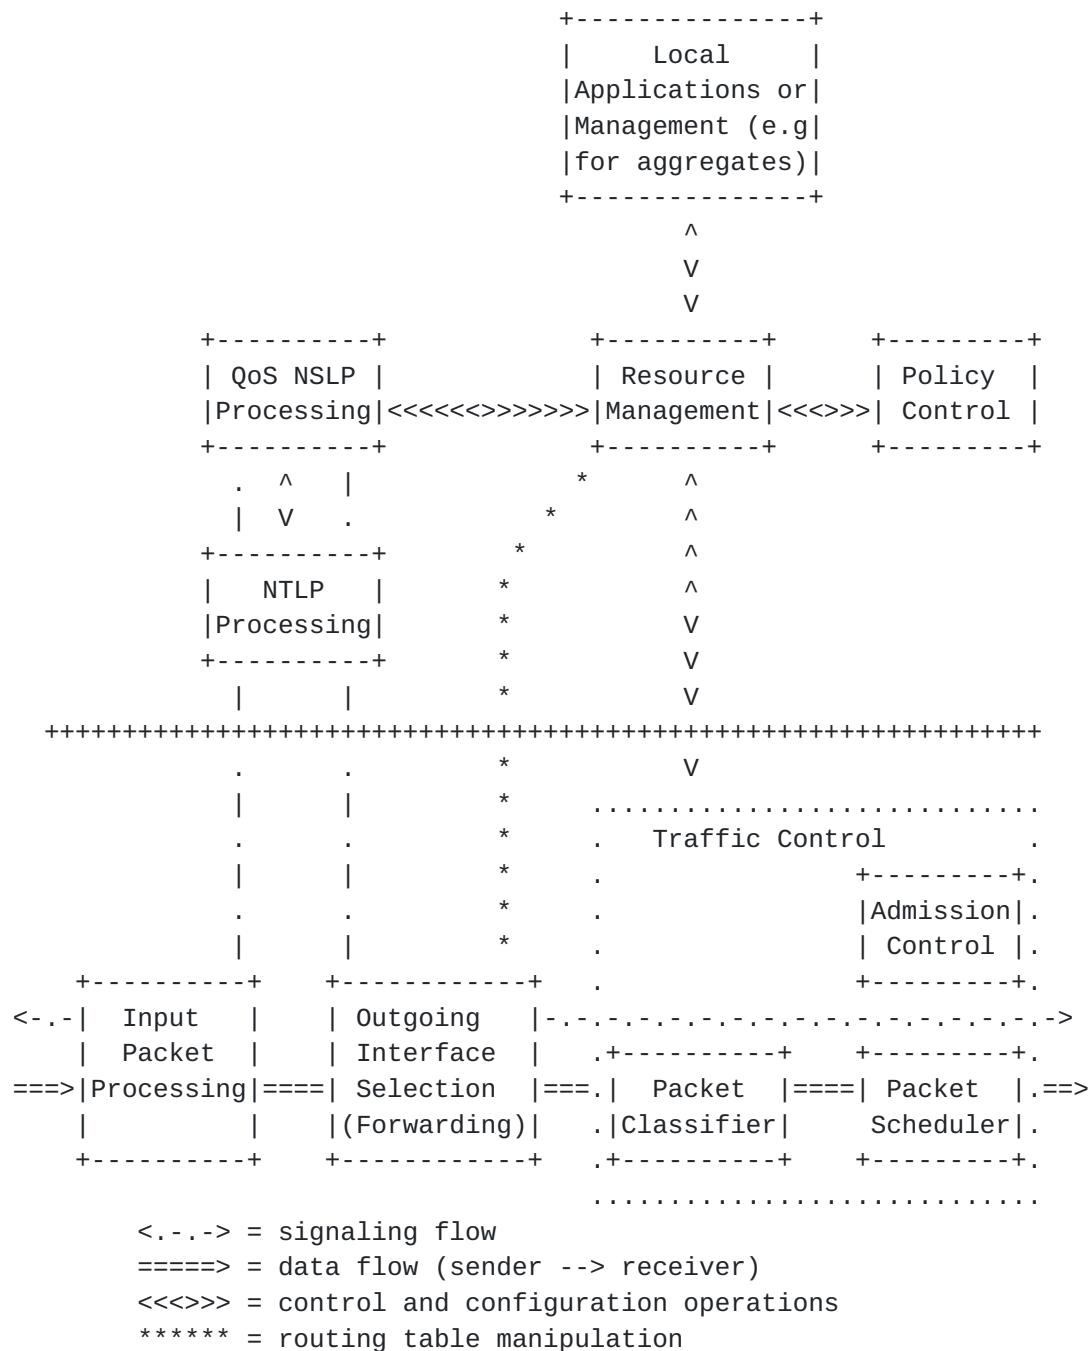 +---------------+
                                   |     Local     |
                                   |Applications or|
                                   |Management (e.g|
                                   |for aggregates)|
                                   +---------------+
                                           ^
                                           V
                                           V
            +----------+             +----------+      +---------+
            | QoS NSLP |             | Resource |      | Policy  |
            |Processing|<<<<<<>>>>>>>|Management|<<<>>>| Control |
            +----------+             +----------+      +---------+
              .  ^   |              *      ^
              |  V   .            *        ^
            +----------+        *          ^
            |   NTLP   |       *           ^
            |Processing|       *           V
            +----------+       *           V
              |      |         *           V
  ++++++++++++++++++++++++++++++++++++++++++++++++++++++++++++++++
              .      .         *           V
              |      |         *     .............................
              .      .         *     .   Traffic Control         .
              |      |         *     .                +---------+.
              .      .         *     .                |Admission|.
              |      |         *     .                | Control |.
    +----------+    +------------+   .                +---------+.
<-.-|  Input   |    | Outgoing   |-.-.-.-.-.-.-.-.-.-.-.-.-.-.-.-.->
    |  Packet  |    | Interface  |   .+----------+    +---------+.
===>|Processing|====| Selection  |===.|  Packet  |====| Packet  |.==>
    |          |    |(Forwarding)|   .|Classifier|     Scheduler|.
    +----------+    +------------+   .+----------+    +---------+.
                                     .............................
        <.-.-> = signaling flow
        =====> = data flow (sender --> receiver)
        <<<>>> = control and configuration operations
        ****** = routing table manipulation